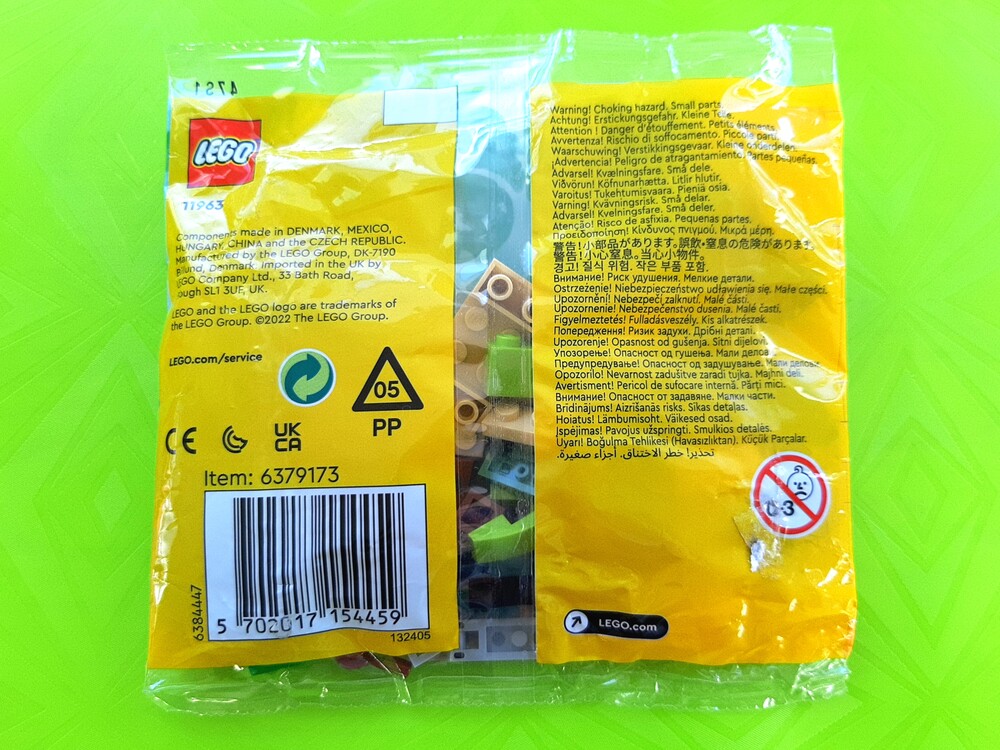 47S1
LEGO
11963
Components made in DENMARK, MEXICO,
HUNGARY, CHINA and the CZECH REPUBLIC.
Manufactured by the LEGO Group, DK-7190
Billund, Denmark. Imported in the UK by
LEGO Company Ltd., 33 Bath Road,
ough SL1 3UF, UK.
LEGO and the LEGO logo are trademarks of
the LEGO Group. ©2022 The LEGO Group.
LEGO.com/service
05
PP
CE
UK
CA
Item: 6379173
6384447
5 702017 154459
132405
Warning! Choking hazard. Small parts.
Achtung! Erstickungsgefahr. Kleine Teile.
Attention ! Danger d'étouffement. Petits éléments
Avvertenza! Rischio di soffocamento. Piccole parti.
Waarschuwing! Verstikkingsgevaar. Kleine onderdelen.
¡Advertencia! Peligro de atragantamiento. Partes pequeñas.
Advarsel! Kvælningsfare. Små dele.
Viðvörun! Köfnunarhætta. Litlir hlutir.
Varoitus! Tukehtumisvaara. Pieniä osia.
Varning! Kvävningsrisk. Små delar.
Advarsel! Kvelningsfare. Små deler.
Atenção! Risco de asfixia. Pequenas partes.
Προειδοποίηση! Κίνδυνος πνιγμού. Μικρά μέρη.
警告!小部品があります。誤飲・窒息の危険があります
警告!小心窒息。当心小物件。
경고! 질식 위험. 작은 부품 포함.
Внимание! Риск удушения. Мелкие детали.
Ostrzeżenie! Niebezpieczeństwo udławienia się. Małe części.
Upozornění! Nebezpečí zalknutí. Malé části.
Upozornenie! Nebezpečenstvo dusenia. Malé časti.
Figyelmeztetés! Fulladásveszély. Kis alkatrészek.
Попередження! Ризик задухи. Дрібні деталі.
Upozorenje! Opasnost od gušenja. Sitni dijelovi.
Упозорење! Опасност од гушења. Мали делов
Предупредување! Опасност од задушување. Мали делови.
Opozorilo! Nevarnost zadušitve zaradi tujka. Majhni deli.
Avertisment! Pericol de sufocare internă. Părți mici.
Внимание! Опасност от задавяне. Малки части.
Bridinājums! Aizrīšanās risks. Sīkas detaļas.
Hoiatus! Lämbumisoht. Väikesed osad.
Įspėjimas! Pavojus užspringti. Smulkios detalės.
Uyarı! Boğulma Tehlikesi (Havasızlıktan). Küçük Parçalar.
تحذير! خطر الاختناق. أجزاء صغيرة.
0-3
LEGO.com